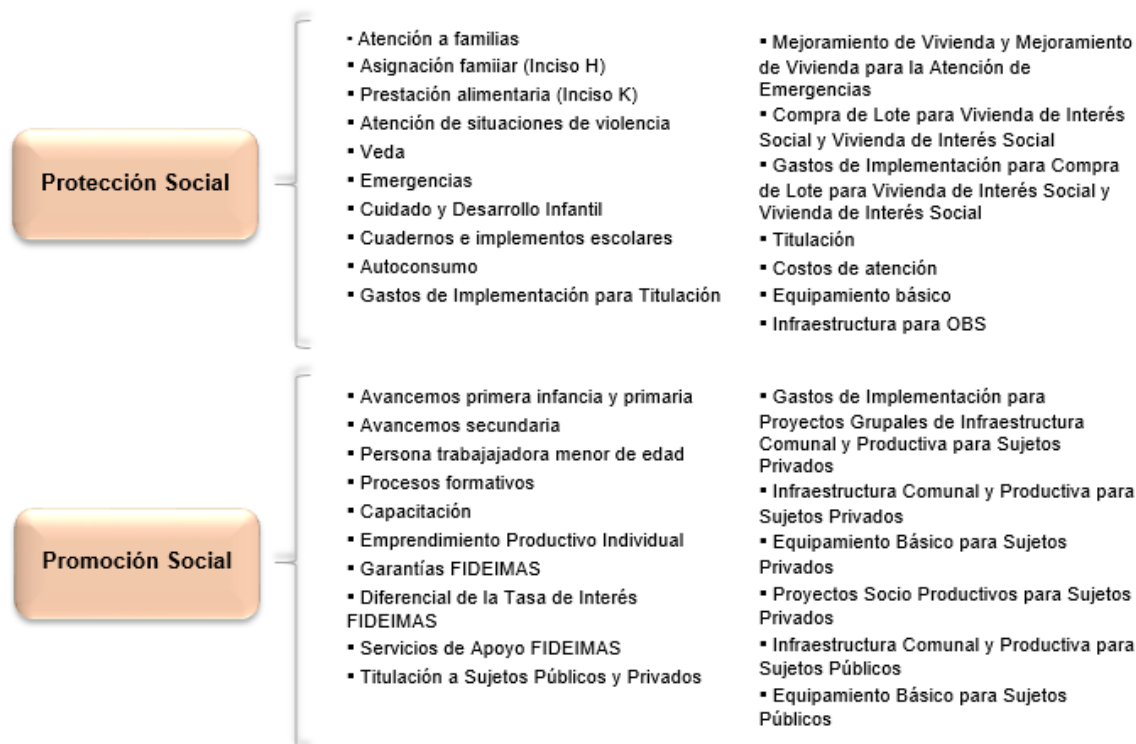 Protección Social
- Atención a familias
▪ Asignación famiiar (Inciso H)
▪ Prestación alimentaria (Inciso K)
▪ Atención de situaciones de violencia
▪ Veda
▪ Emergencias
▪ Cuidado y Desarrollo Infantil
▪ Cuadernos e implementos escolares
▪ Autoconsumo
▪ Gastos de Implementación para Titulación
▪ Mejoramiento de Vivienda y Mejoramiento
de Vivienda para la Atención de
Emergencias
▪ Compra de Lote para Vivienda de Interés
Social y Vivienda de Interés Social
▪ Gastos de Implementación para Compra
de Lote para Vivienda de Interés Social y
Vivienda de Interés Social
▪ Titulación
▪ Costos de atención
▪ Equipamiento básico
▪ Infraestructura para OBS
Promoción Social
▪ Avancemos primera infancia y primaria
▪ Avancemos secundaria
▪ Persona trabajajadora menor de edad
▪ Procesos formativos
▪ Capacitación
▪ Emprendimiento Productivo Individual
▪ Garantías FIDEIMAS
▪ Diferencial de la Tasa de Interés
FIDEIMAS
▪ Servicios de Apoyo FIDEIMAS
▪ Titulación a Sujetos Públicos y Privados
▪ Gastos de Implementación para
Proyectos Grupales de Infraestructura
Comunal y Productiva para Sujetos
Privados
▪ Infraestructura Comunal y Productiva para
Sujetos Privados
▪ Equipamiento Básico para Sujetos
Privados
▪ Proyectos Socio Productivos para Sujetos
Privados
▪ Infraestructura Comunal y Productiva para
Sujetos Públicos
▪ Equipamiento Básico para Sujetos
Públicos